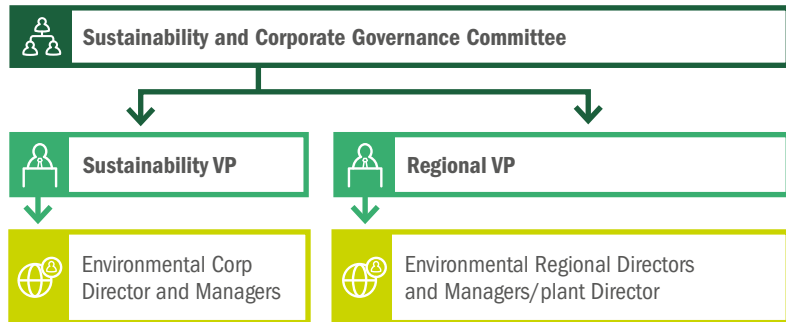 Sustainability and Corporate Governance Committee
Sustainability VP
Regional VP
Environmental Corp
Director and Managers
Environmental Regional Directors
and Managers/plant Director